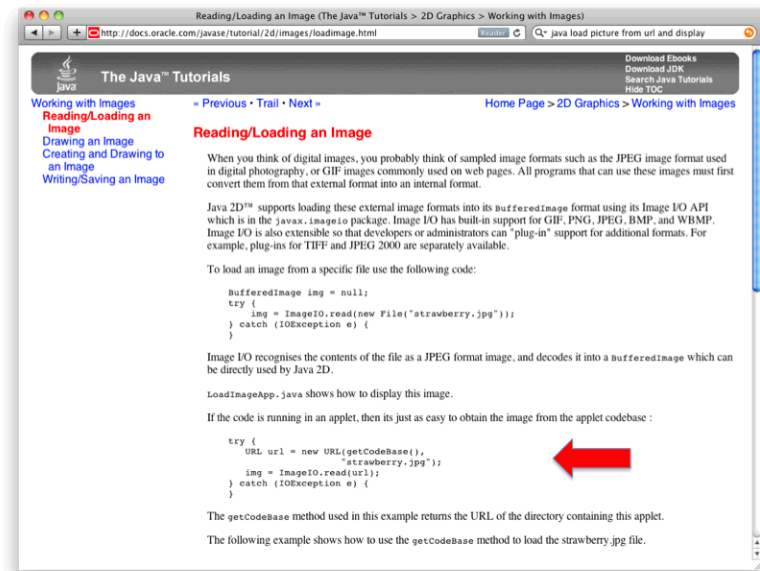 Reading/Loading an Image (The Java™ Tutorials > 2D Graphics > Working with Images)
http://docs.oracle.com/javase/tutorial/2d/images/loadimage.html
Reader
java load picture from url and display
Java
The Java™ Tutorials
Download Ebooks
Download JDK
Search Java Tutorials
Hide TOC
Working with Images
Reading/Loading an
Image
Drawing an Image
Creating and Drawing to
an Image
Writing/Saving an Image
« Previous • Trail • Next »
Home Page > 2D Graphics > Working with Images
Reading/Loading an Image
When you think of digital images, you probably think of sampled image formats such as the JPEG image format used
in digital photography, or GIF images commonly used on web pages. All programs that can use these images must first
convert them from that external format into an internal format.
Java 2D™ supports loading these external image formats into its BufferedImage format using its Image I/O API
which is in the javax.imageio package. Image I/O has built-in support for GIF, PNG, JPEG, BMP, and WBMP.
Image I/O is also extensible so that developers or administrators can "plug-in" support for additional formats. For
example, plug-ins for TIFF and JPEG 2000 are separately available.
To load an image from a specific file use the following code:
BufferedImage img = null;
try {
img = ImageIO.read(new File("strawberry.jpg"));
} catch (IOException e) {
}
Image I/O recognises the contents of the file as a JPEG format image, and decodes it into a BufferedImage which can
be directly used by Java 2D.
LoadImageApp.java shows how to display this image.
If the code is running in an applet, then its just as easy to obtain the image from the applet codebase :
try {
URL url = new URL(getCodeBase(),
"strawberry.jpg");
img = ImageIO.read(url);
} catch (IOException e) {
}
The getCodeBase method used in this example returns the URL of the directory containing this applet.
The following example shows how to use the getCodeBase method to load the strawberry.jpg file.